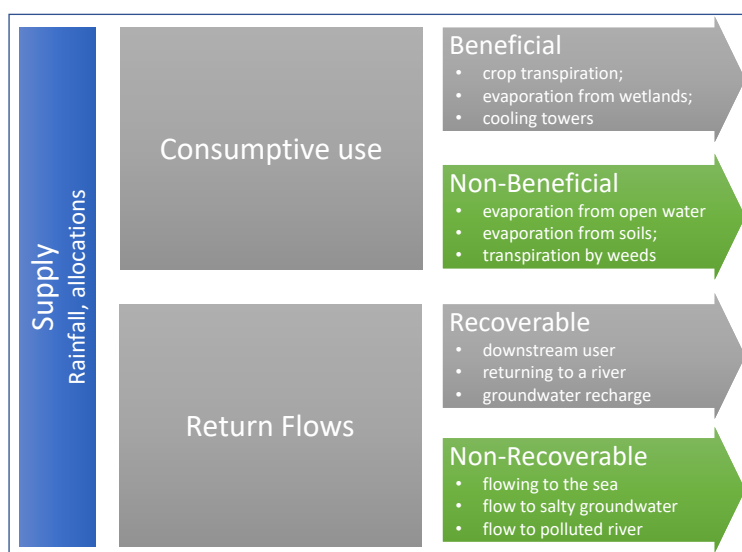 Supply
Rainfall, allocations
Consumptive use
Beneficial
• crop transpiration;
• evaporation from wetlands;
• cooling towers
Non-Beneficial
• evaporation from open water
• evaporation from soils;
• transpiration by weeds
Return Flows
Recoverable
• downstream user
• returning to a river
• groundwater recharge
Non-Recoverable
• flowing to the sea
• flow to salty groundwater
• flow to polluted river